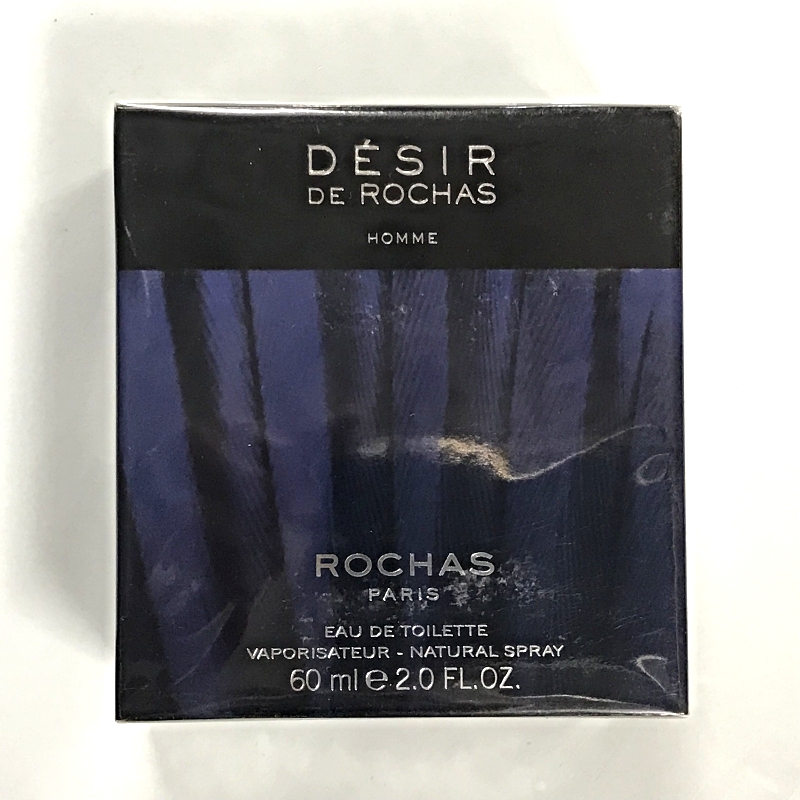 DÉSIR
DE ROCHAS
HOMME
ROCHAS
PARIS
EAU DE TOILETTE
VAPORISATEUR - NATURAL SPRAY
60 ml ℮ 2.0 FL.OZ.